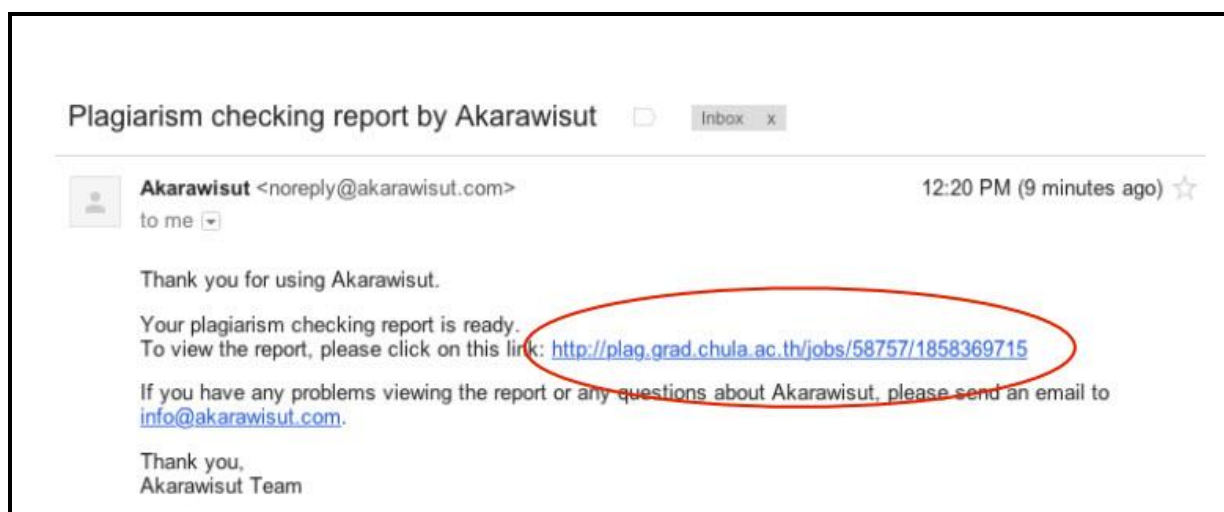 Plagiarism checking report by Akarawisut Inbox x
Akarawisut <noreply@akarawisut.com> 12:20 PM (9 minutes ago)
to me
Thank you for using Akarawisut.
Your plagiarism checking report is ready.
To view the report, please click on this link: http://plag.grad.chula.ac.th/jobs/58757/1858369715
If you have any problems viewing the report or any questions about Akarawisut, please send an email to
info@akarawisut.com.
Thank you,
Akarawisut Team